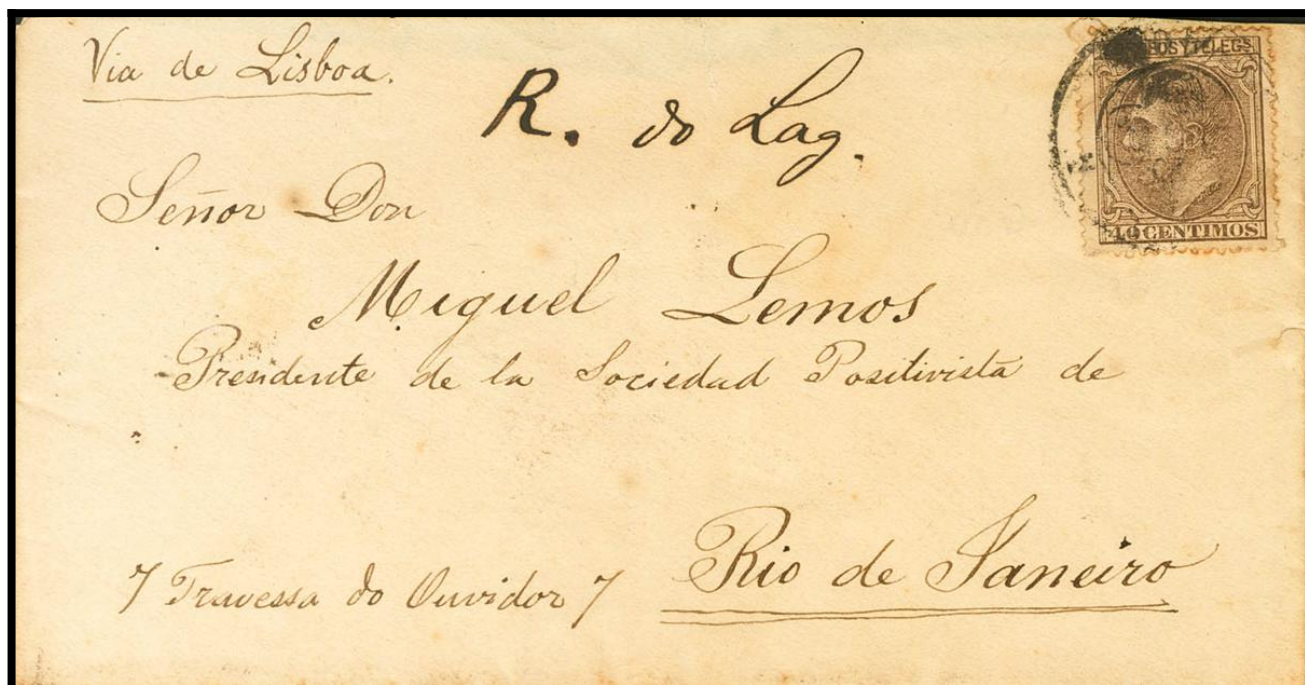 Via de Lisboa.
R. do Lag.
Señor Don
Miguel Lemos
Presidente de la Sociedad Positivista de
Rio de Janeiro
7 Travessa do Ouvidor 7
Y TELEGS
40 CENTIMOS